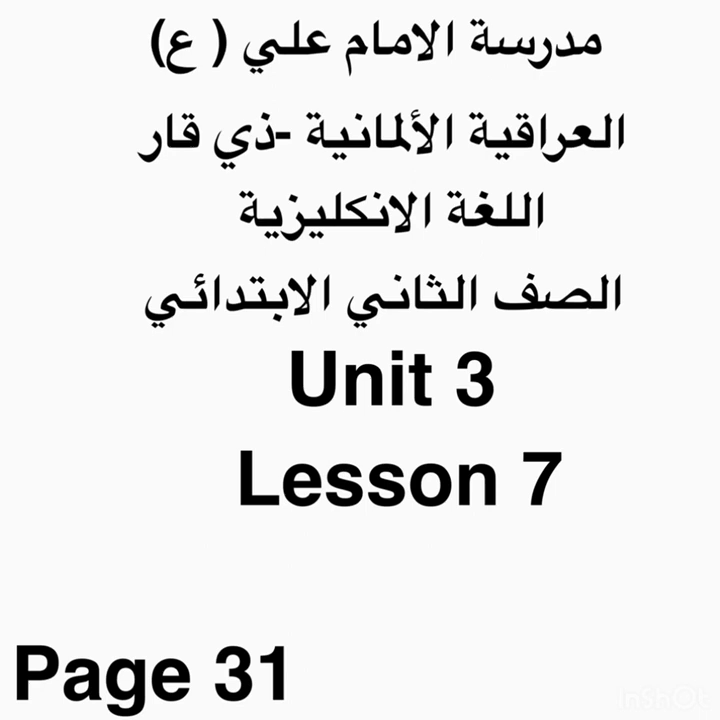 مدرسة الامام علي ( ع)
العراقية الألمانية -ذي قار
اللغة الانكليزية
الصف الثاني الابتدائي
Unit 3
Lesson 7
Page 31
InShOt